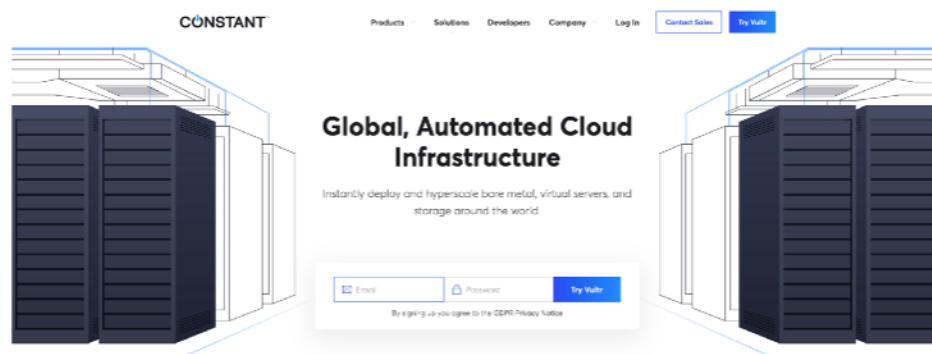 CONSTANT
Products Solutions Developers Company Log In Contact Sales Try Vultr
Global, Automated Cloud
Infrastructure
Instantly deploy and hyperscale bare metal, virtual servers, and
storage around the world.
Email Password Try Vultr
By signing up you agree to the GDPR Privacy Notice